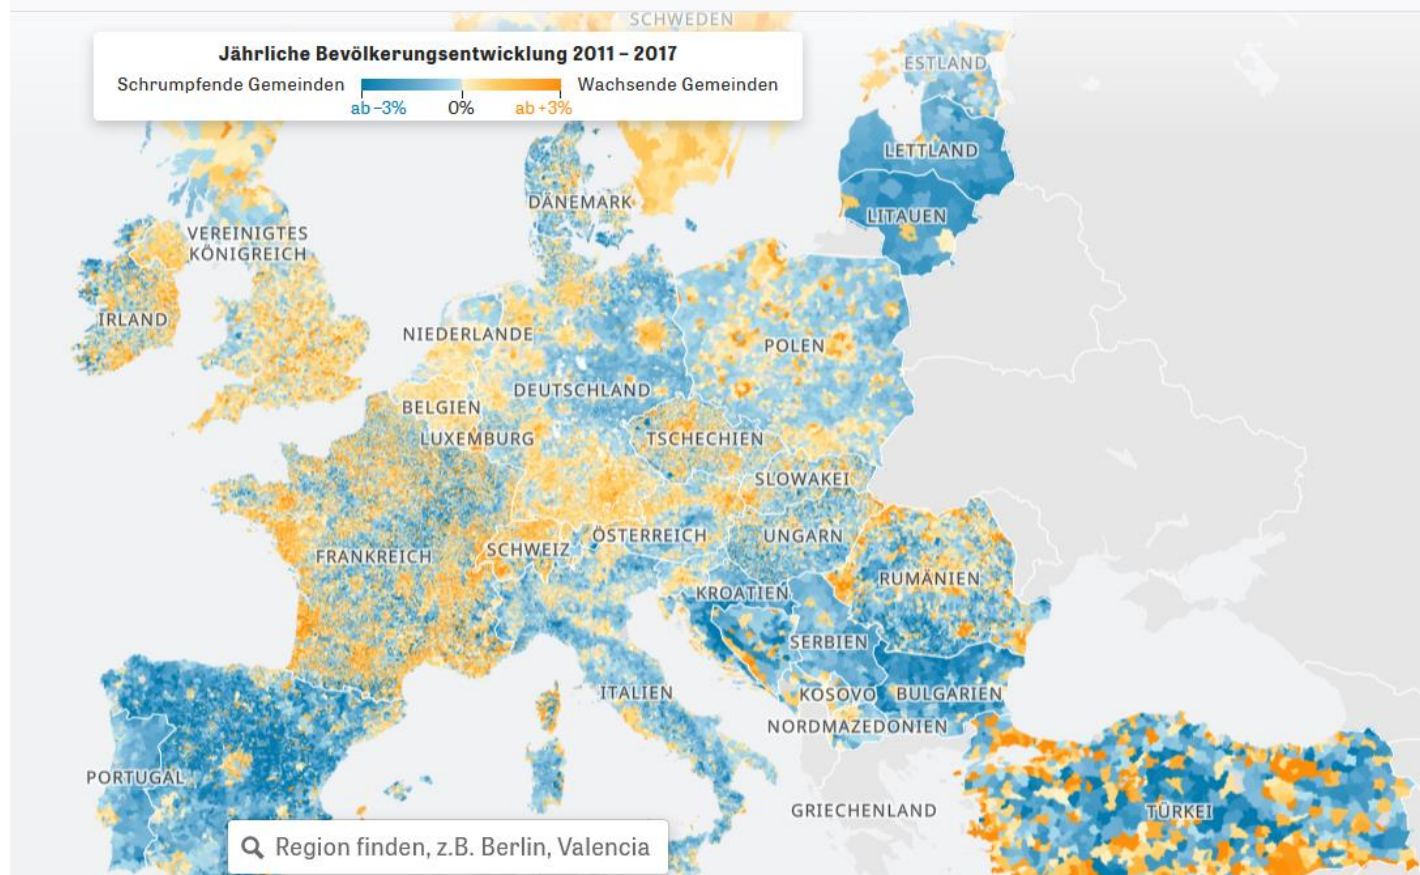 SCHWEDEN
Jährliche Bevölkerungsentwicklung 2011 – 2017
Schrumpfende Gemeinden
Wachsende Gemeinden
ab –3%
0%
ab +3%
ESTLAND
LETTLAND
DÄNEMARK
LITAUEN
VEREINIGTES
KÖNIGREICH
IRLAND
NIEDERLANDE
POLEN
DEUTSCHLAND
BELGIEN
LUXEMBURG
TSCHECHIEN
SLOWAKEI
ÖSTERREICH
UNGARN
SCHWEIZ
FRANKREICH
RUMÄNIEN
KROATIEN
SERBIEN
ITALIEN
KOSOVO
BULGARIEN
NORDMAZEDONIEN
PORTUGAL
GRIECHENLAND
TÜRKEI
Region finden, z.B. Berlin, Valencia